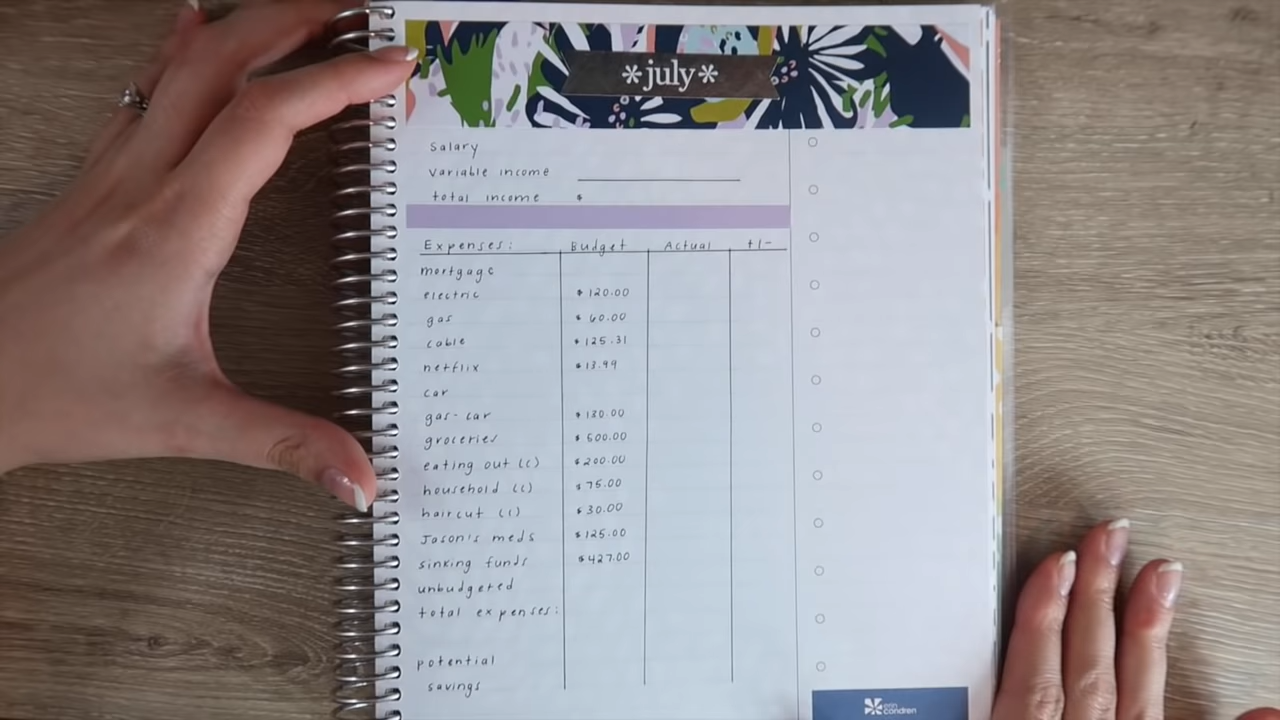 *july*
Salary
Variable income
total income $
Expenses: Budget Actual +/-
mortgage
electric $120.00
gas $60.00
cable $125.31
netflix $13.99
car
gas-car $130.00
groceries $500.00
eating out (c) $200.00
household (c) $75.00
haircut (c) $30.00
Jason's meds $125.00
sinking funds $427.00
unbudgeted
total expenses:
potential
savings
erin
condren